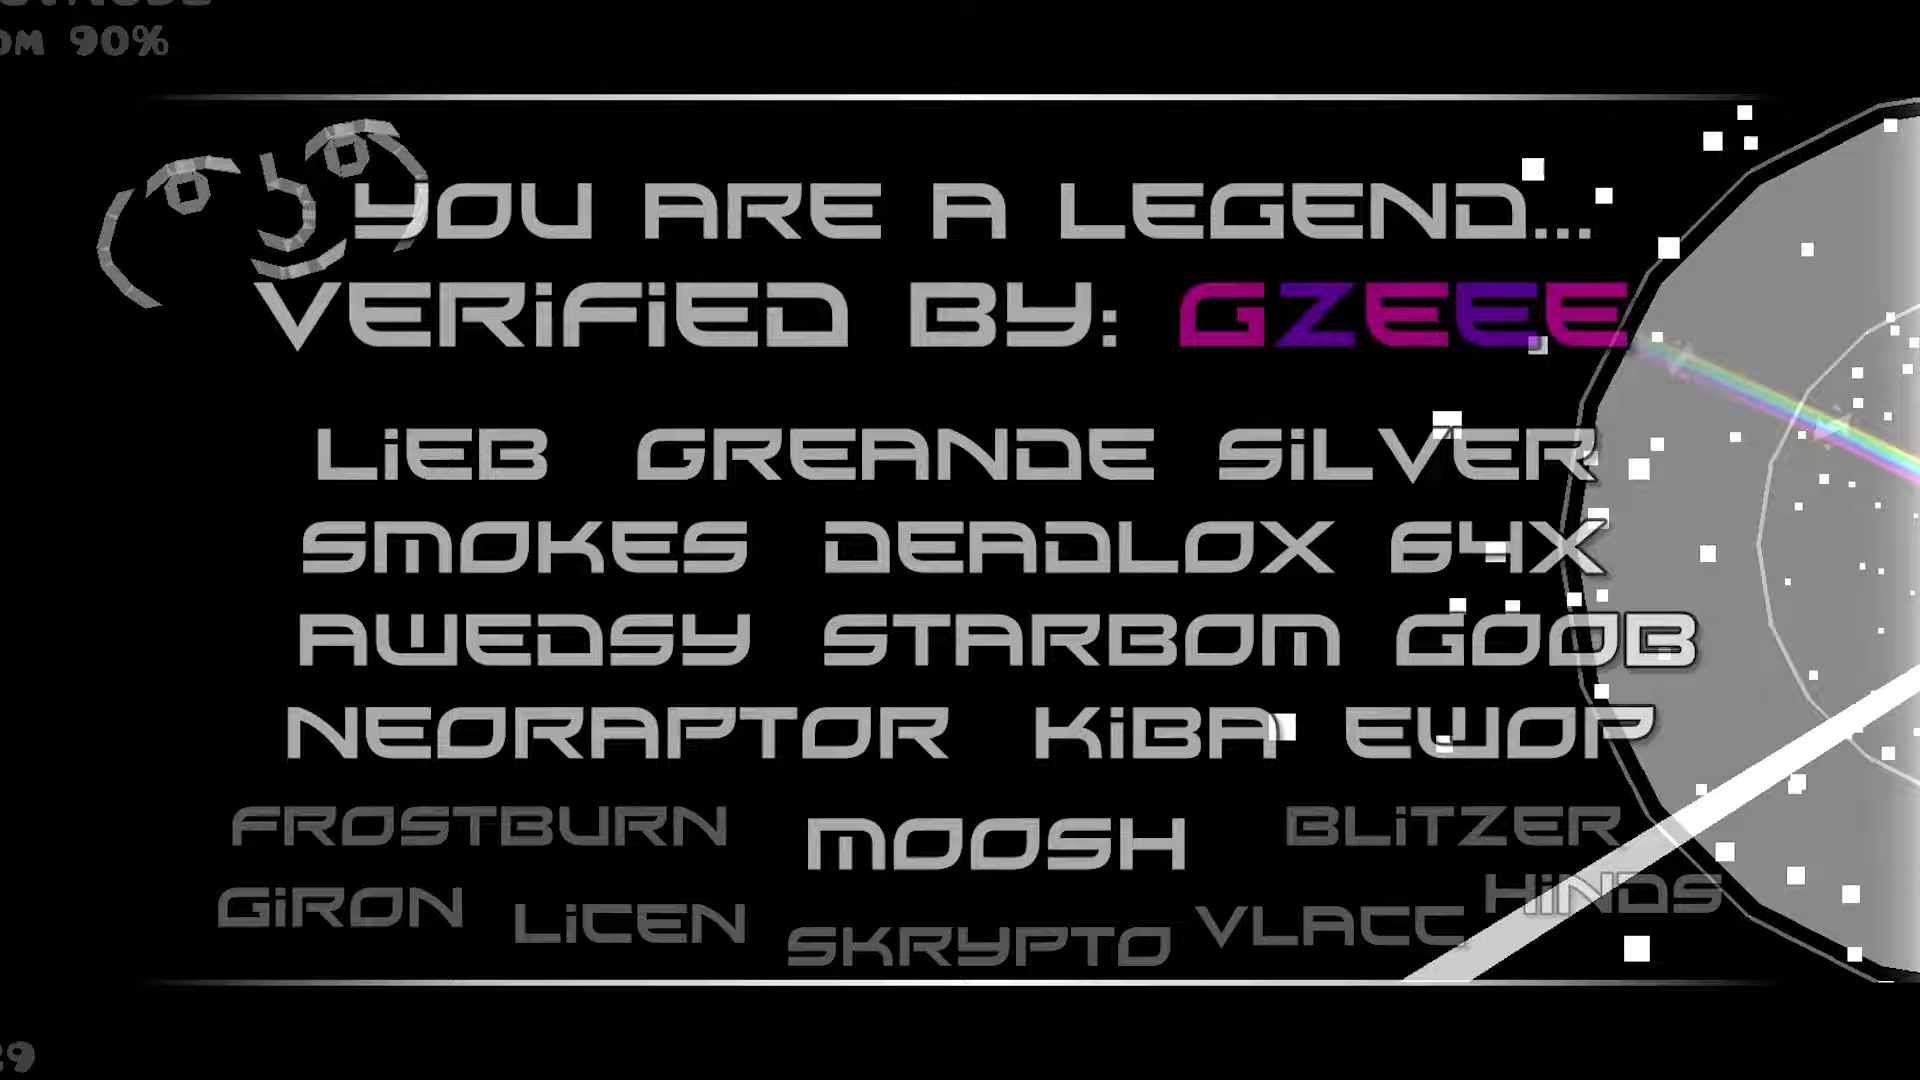 OM 90%
YOU ARE A LEGEND...
VERiFiED BY: GZEEE
LiEB GREANDE SiLVER
SMOKES DEADLOX 64X
AWEDSY STARBOM GOOB
NEORAPTOR KiBA EWOP
FROSTBURN MOOSH BLiTZER
GiRON LiCEN SKRYPTO VLACC HiNDS
29